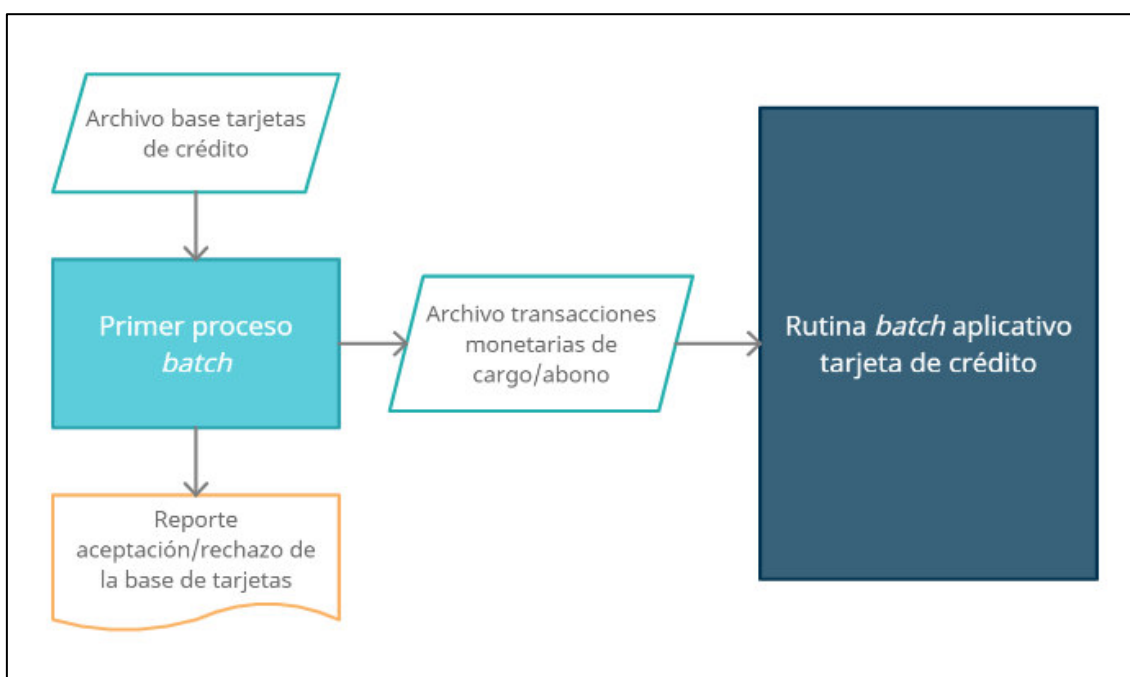 Archivo base tarjetas
de crédito
Primer proceso
batch
Archivo transacciones
monetarias de
cargo/abono
Rutina batch aplicativo
tarjeta de crédito
Reporte
aceptación/rechazo de
la base de tarjetas